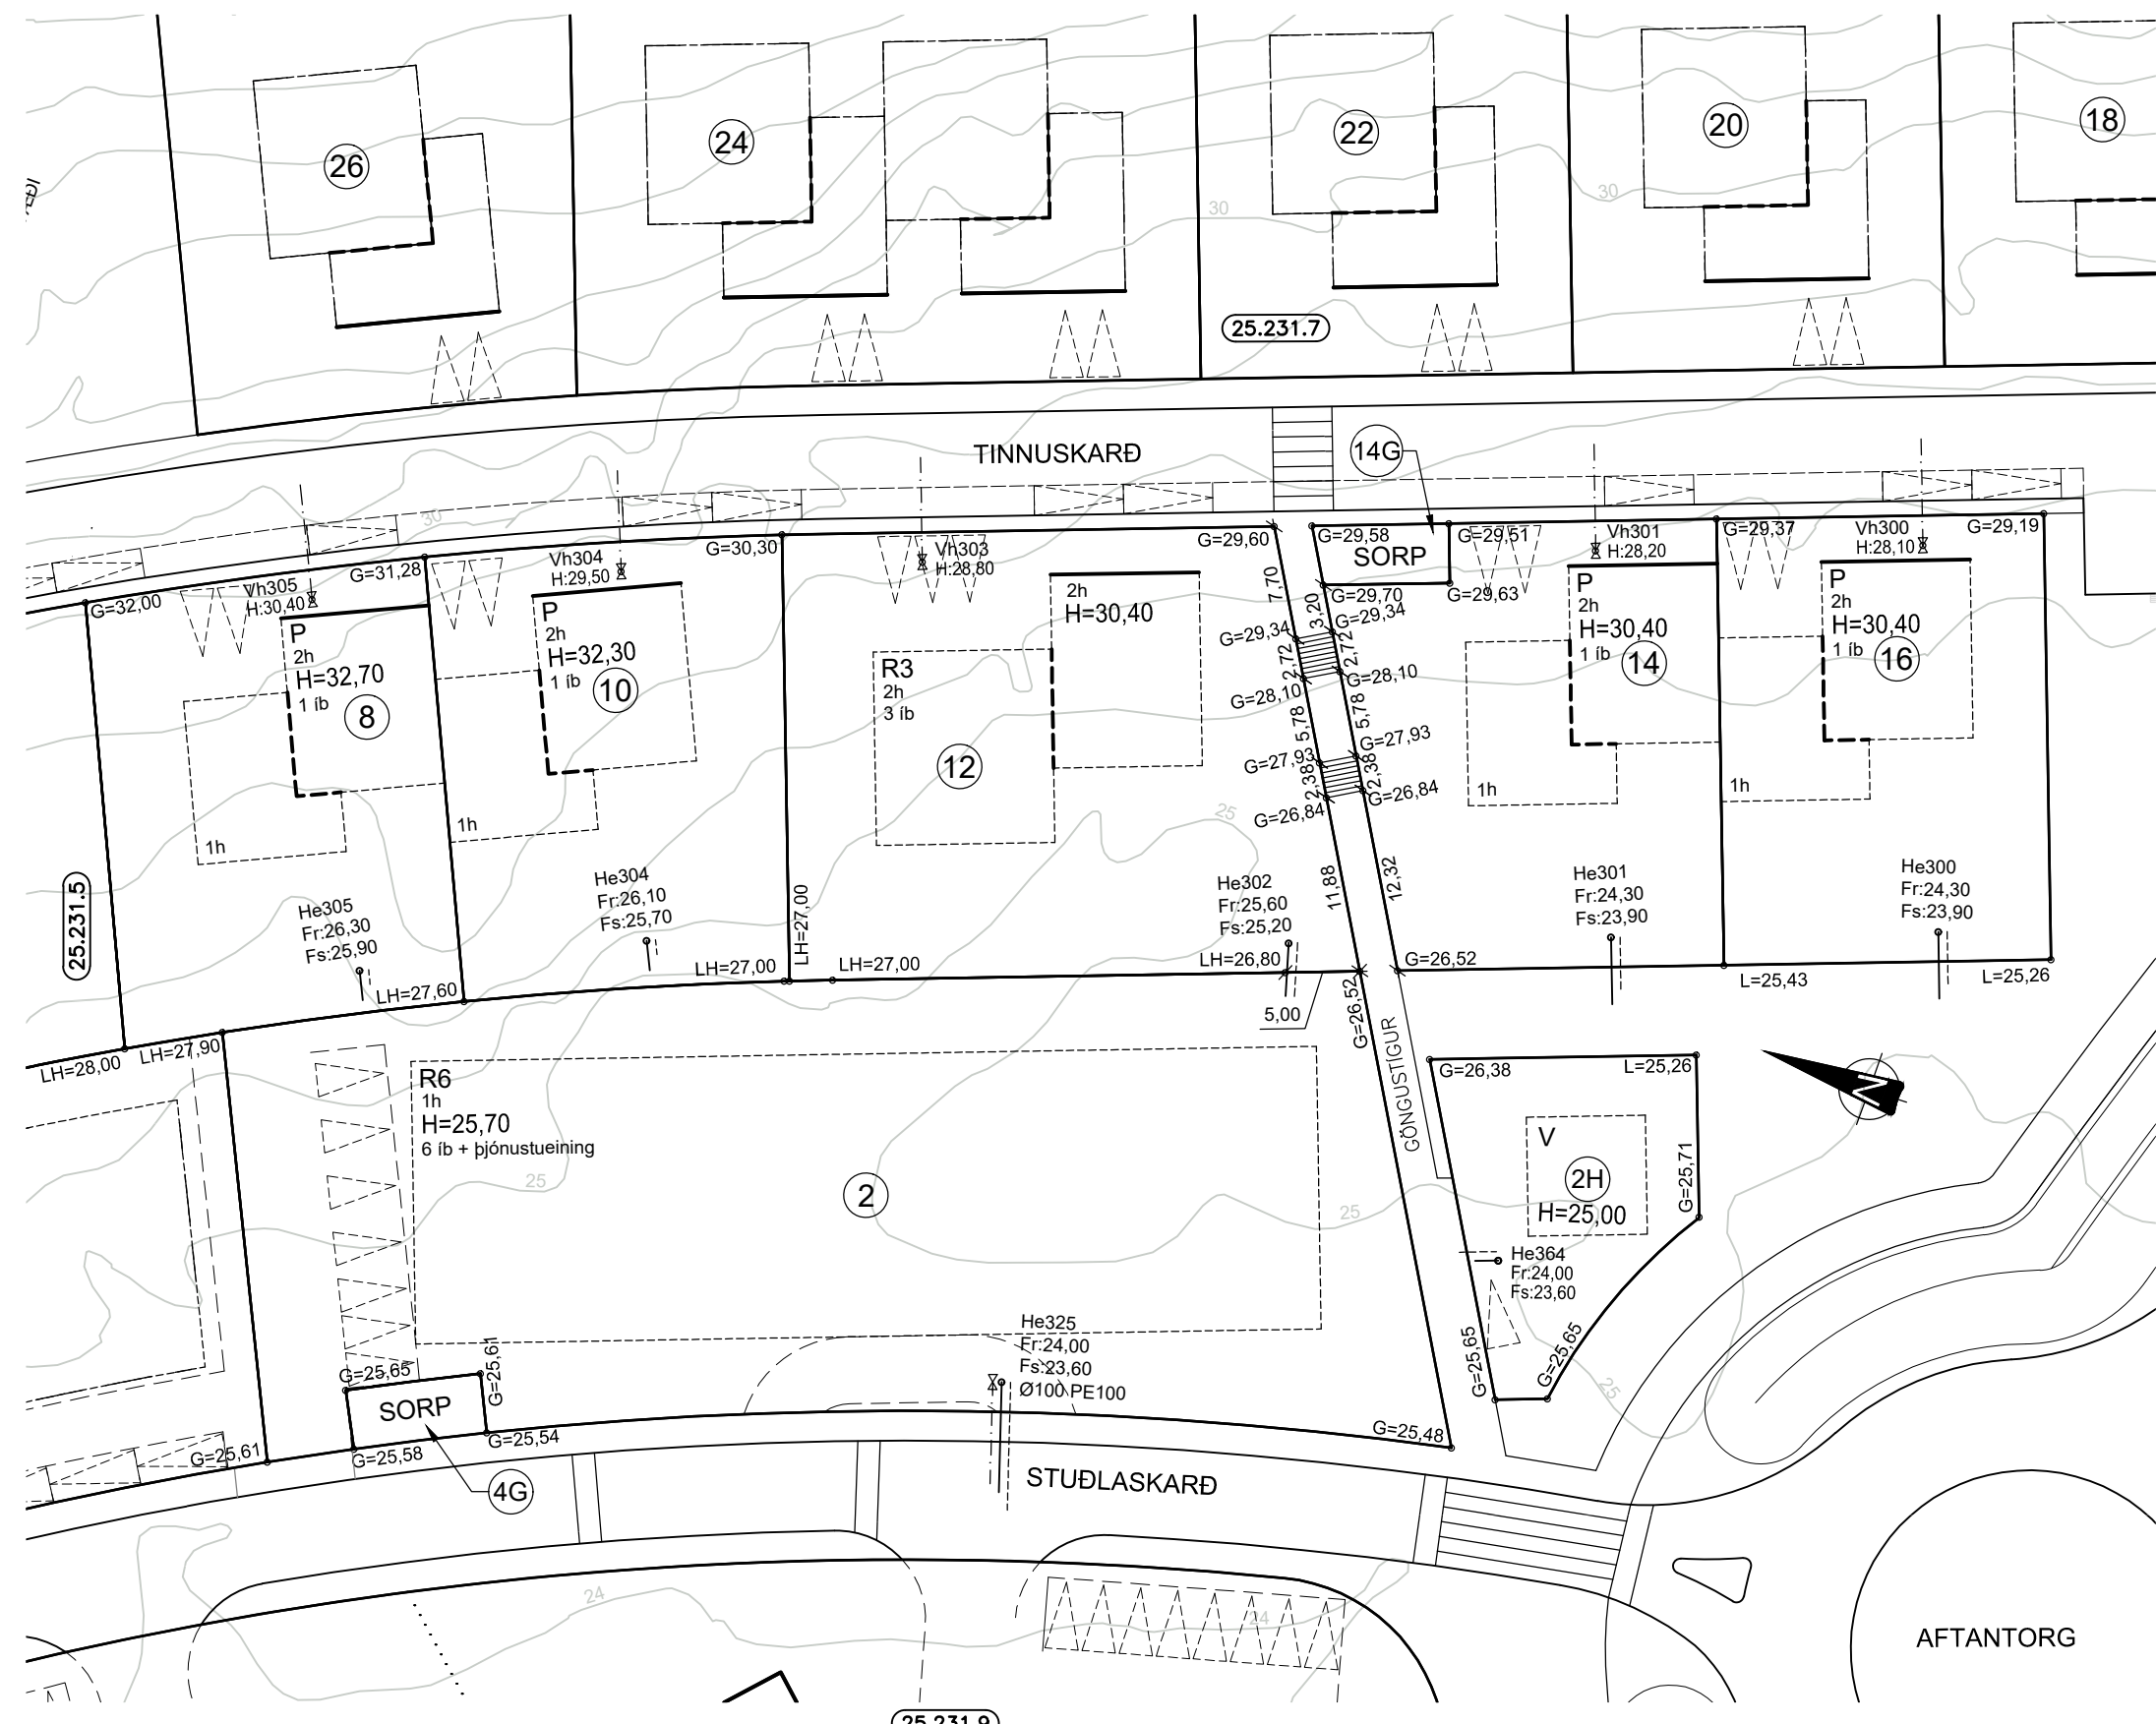 26
24
22
20
18
30
30
25.231.7
TINNUSKARÐ
14G
30
G=32,00
Vh305
H:30,40
G=31,28
Vh304
H:29,50
G=30,30
Vh303
H:28,80
G=29,60
G=29,58
SORP
G=29,51
G=29,70
G=29,63
Vh301
H:28,20
G=29,37
Vh300
H:28,10
G=29,19
P
2h
H=32,70
1 íb
8
1h
P
2h
H=32,30
1 íb
10
1h
2h
H=30,40
R3
2h
3 íb
12
7,70
3,20
G=29,34
G=29,34
2,72
2,72
G=28,10
G=28,10
5,78
5,78
G=27,93
G=27,93
2,38
2,38
G=26,84
G=26,84
11,88
12,32
P
2h
H=30,40
1 íb
14
1h
P
2h
H=30,40
1 íb
16
1h
25
25.231.5
He305
Fr:26,30
Fs:25,90
He304
Fr:26,10
Fs:25,70
He302
Fr:25,60
Fs:25,20
He301
Fr:24,30
Fs:23,90
He300
Fr:24,30
Fs:23,90
LH=28,00
LH=27,90
LH=27,60
LH=27,00
LH=27,00
LH=27,00
LH=26,80
5,00
G=26,52
G=26,52
L=25,43
L=25,26
GÖNGUSTIGUR
R6
1h
H=25,70
6 íb + þjónustueining
25
2
25
G=26,38
L=25,26
V
2H
H=25,00
G=25,71
N
He364
Fr:24,00
Fs:23,60
G=25,65
G=25,65
25
He325
Fr:24,00
Fs:23,60
Ø100 PE100
G=25,65
G=25,61
SORP
G=25,61
G=25,58
G=25,54
G=25,48
4G
STUÐLASKARÐ
24
24
AFTANTORG
25.231.9